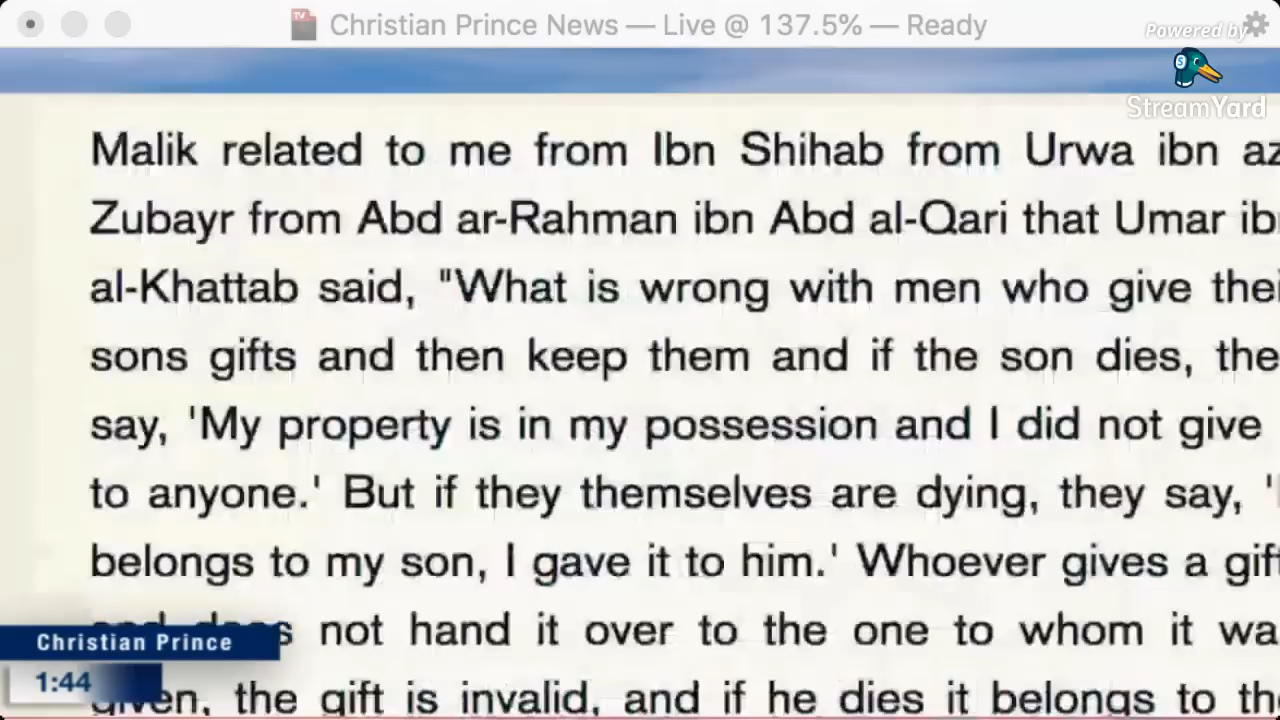 Christian Prince News — Live @ 137.5% — Ready
Powered by
StreamYard
Malik related to me from Ibn Shihab from Urwa ibn az
Zubayr from Abd ar-Rahman ibn Abd al-Qari that Umar ib
al-Khattab said, "What is wrong with men who give thei
sons gifts and then keep them and if the son dies, the
say, 'My property is in my possession and I did not give
to anyone.' But if they themselves are dying, they say, '
belongs to my son, I gave it to him.' Whoever gives a gif
and does not hand it over to the one to whom it wa
given, the gift is invalid, and if he dies it belongs to th
Christian Prince
1:44